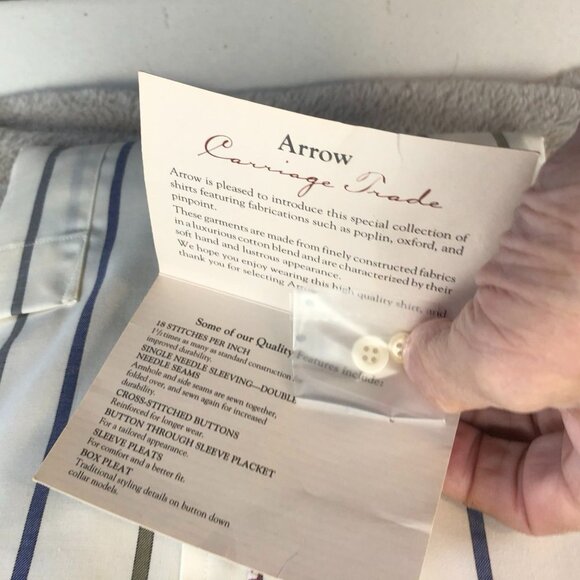 Arrow
Carriage Trade
Arrow is pleased to introduce this special collection of
shirts featuring fabrications such as poplin, oxford, and
pinpoint.
These garments are made from finely constructed fabrics
in a luxurious cotton blend and are characterized by their
soft hand and lustrous appearance.
We hope you enjoy wearing this high quality shirt, and
thank you for selecting Arrow
Some of our Quality Features include:
18 STITCHES PER INCH
1½ times as many as standard construction
improved durability.
SINGLE NEEDLE SLEEVING—DOUBLE
NEEDLE SEAMS
Armhole and side seams are sewn together,
folded over, and sewn again for increased
durability.
CROSS-STITCHED BUTTONS
Reinforced for longer wear.
BUTTON THROUGH SLEEVE PLACKET
For a tailored appearance.
SLEEVE PLEATS
For comfort and a better fit.
BOX PLEAT
Traditional styling details on button down
collar models.